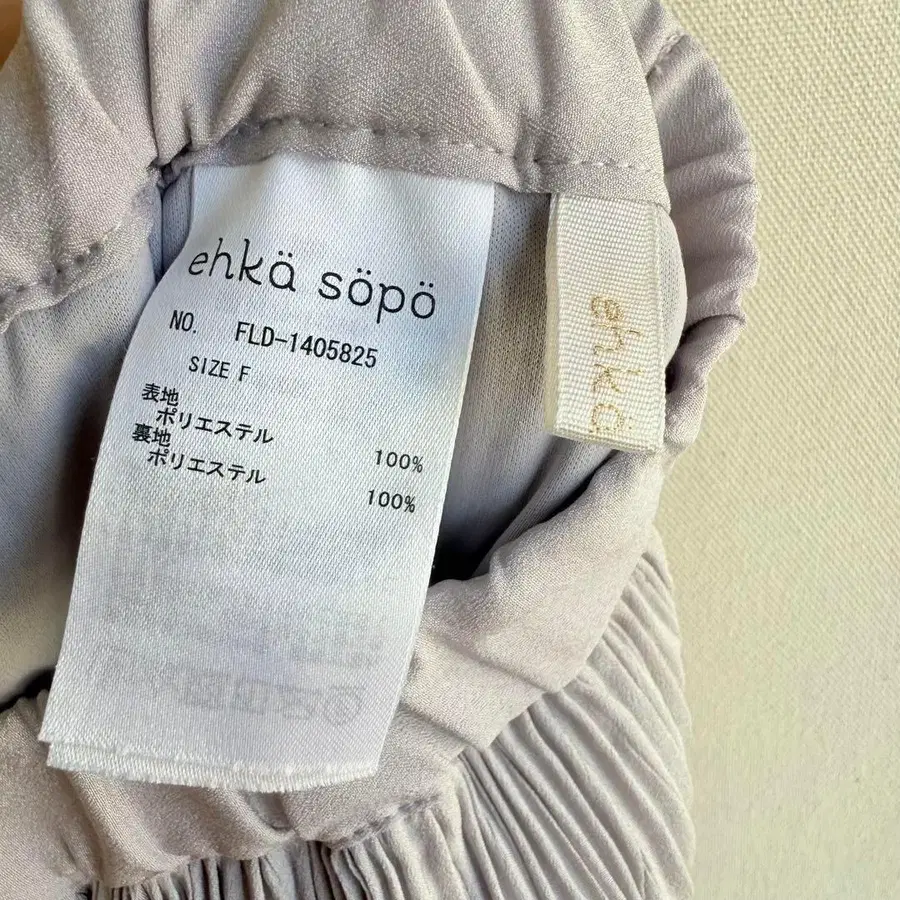 ehkä söpö
NO. FLD-1405825
SIZE F
表地
ポリエステル 100%
裏地
ポリエステル 100%
ehkä